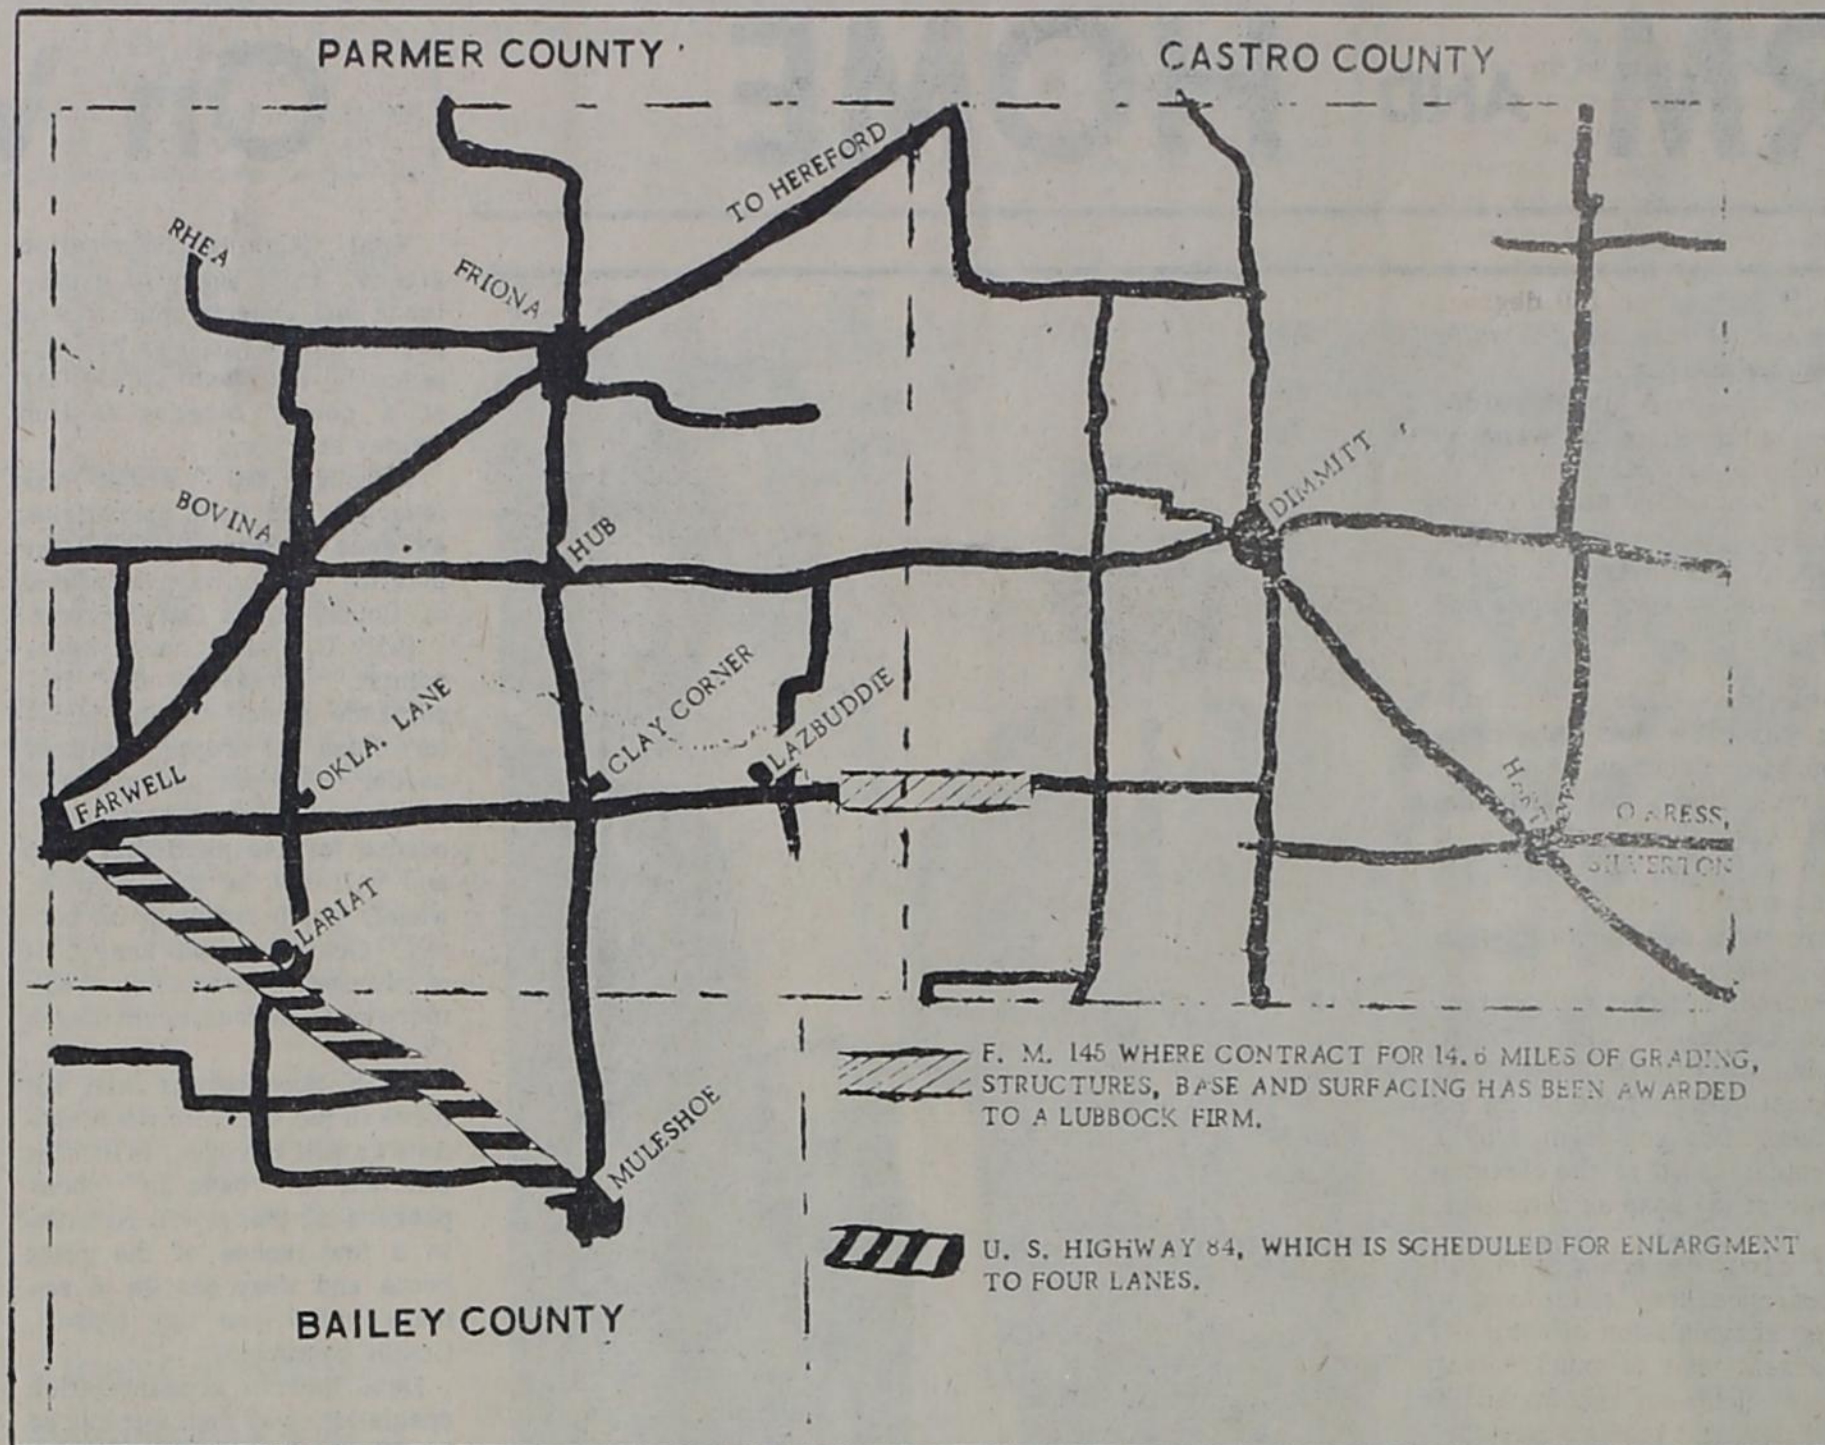 PARMER COUNTY
CASTRO COUNTY
TO HEREFORD
RHEA
FRIONA
BOVINA
HUB
DIMMITT
OKLA. LANE
CLAY CORNER
LAZBUDDIE
FARWELL
HART
SILVERTON
LARIAT
F. M. 145 WHERE CONTRACT FOR 14.6 MILES OF GRADING,
STRUCTURES, BASE AND SURFACING HAS BEEN AWARDED
TO A LUBBOCK FIRM.
MULESHOE
U. S. HIGHWAY 84, WHICH IS SCHEDULED FOR ENLARGMENT
TO FOUR LANES.
BAILEY COUNTY